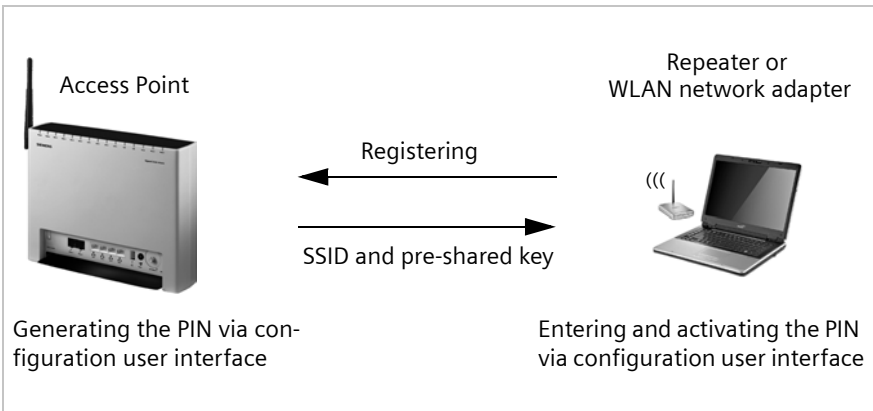 Access Point
Repeater or
WLAN network adapter
Registering
(((
SSID and pre-shared key
Generating the PIN via con-
figuration user interface
Entering and activating the PIN
via configuration user interface